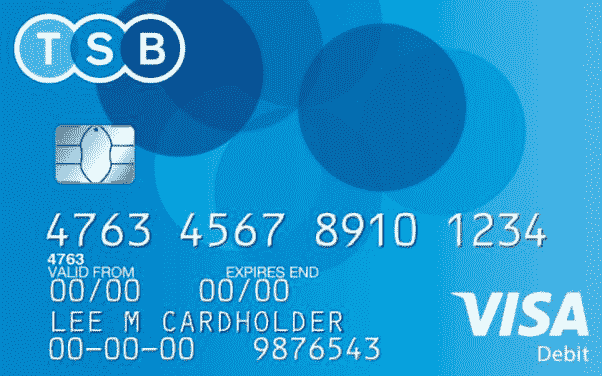 TSB
4763 4567 8910 1234
4763
VALID FROM EXPIRES END
00/00 00/00
LEE M CARDHOLDER
00-00-00 9876543
VISA
Debit